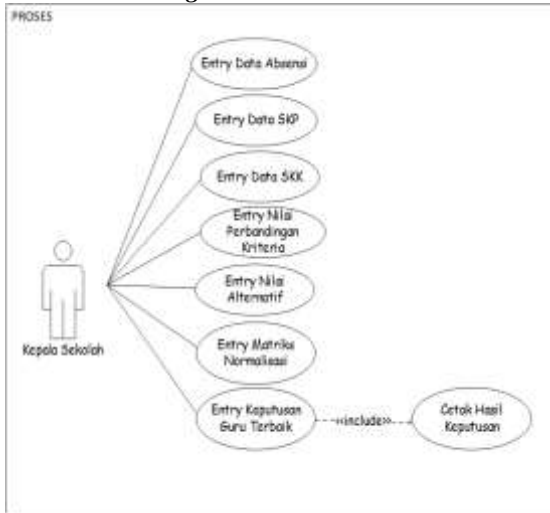 PROSES
Entry Data Absensi
Entry Data SKP
Entry Data SKK
Entry Nilai
Perbandingan
Kriteria
Entry Nilai
Alternatif
Entry Matriks
Normalisasi
Entry Keputusan
Guru Terbaik
<<include>>
Cetak Hasil
Keputusan
Kepala Sekolah